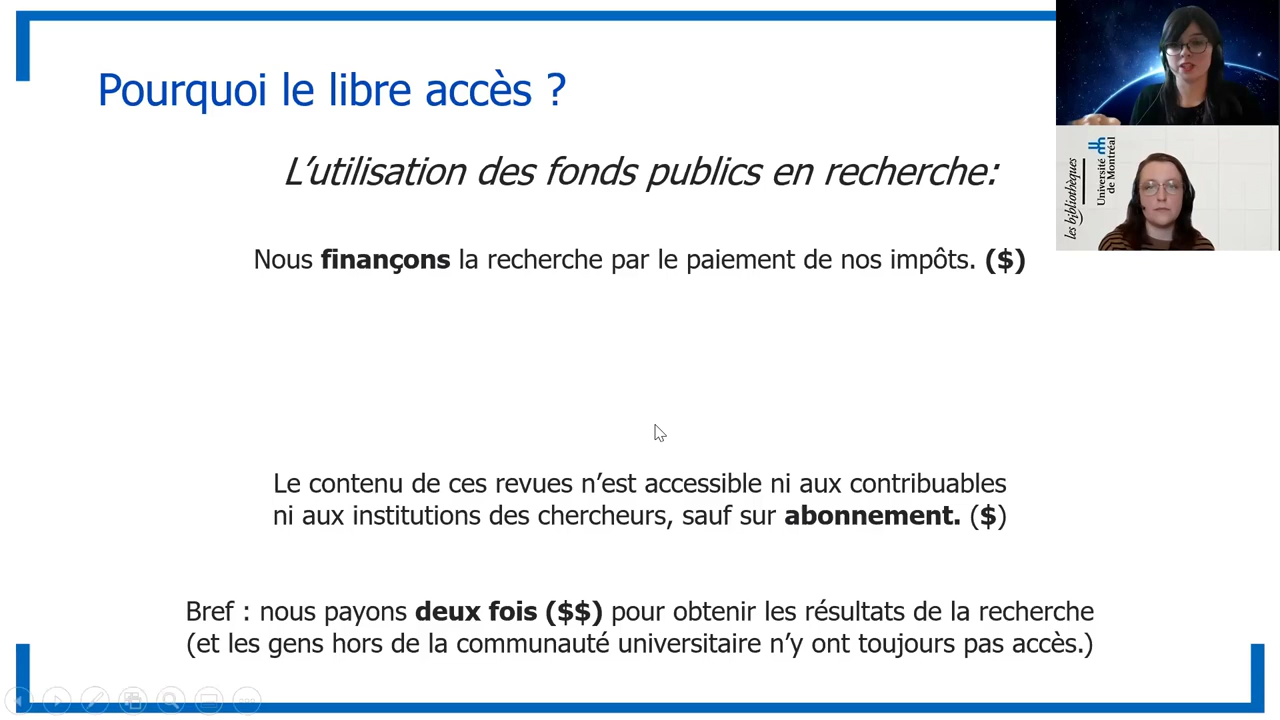 Pourquoi le libre accès ?
L’utilisation des fonds publics en recherche:
Nous finançons la recherche par le paiement de nos impôts. ($)
Le contenu de ces revues n’est accessible ni aux contribuables
ni aux institutions des chercheurs, sauf sur abonnement. ($)
Bref : nous payons deux fois ($$) pour obtenir les résultats de la recherche
(et les gens hors de la communauté universitaire n’y ont toujours pas accès.)
les bibliothèques
Université
de Montréal